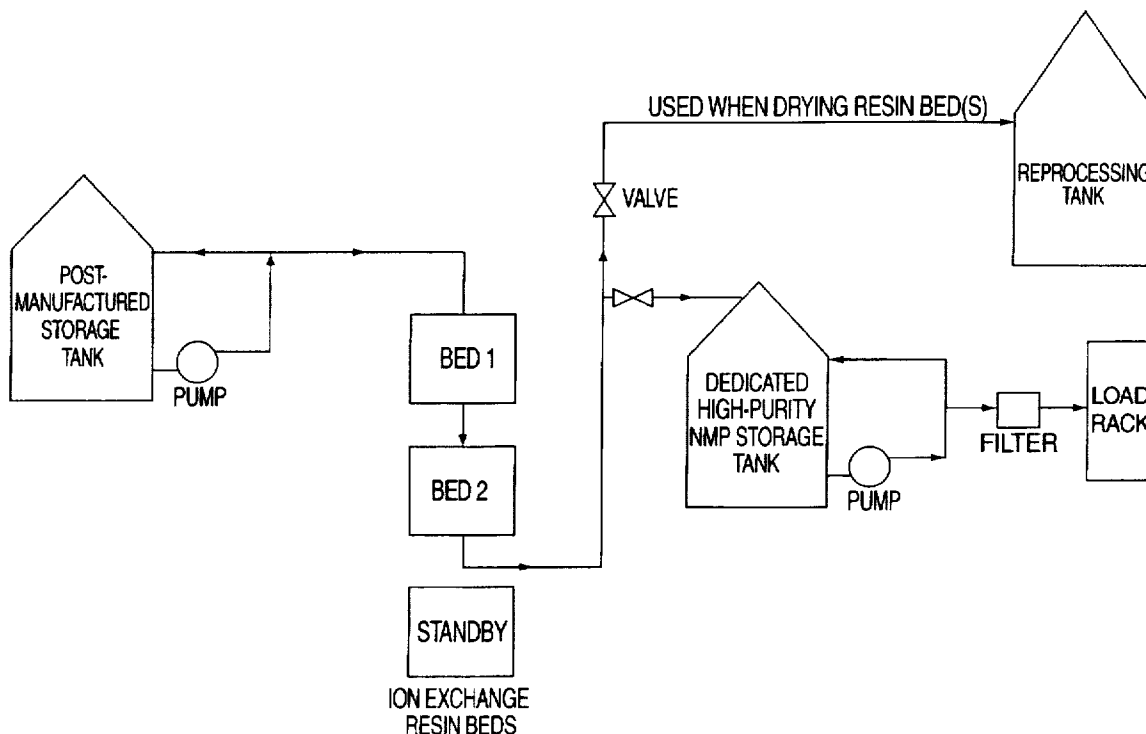 USED WHEN DRYING RESIN BED(S)
REPROCESSING
TANK
VALVE
POST-
MANUFACTURED
STORAGE
TANK
PUMP
BED 1
BED 2
STANDBY
ION EXCHANGE
RESIN BEDS
DEDICATED
HIGH-PURITY
NMP STORAGE
TANK
PUMP
FILTER
LOAD
RACK